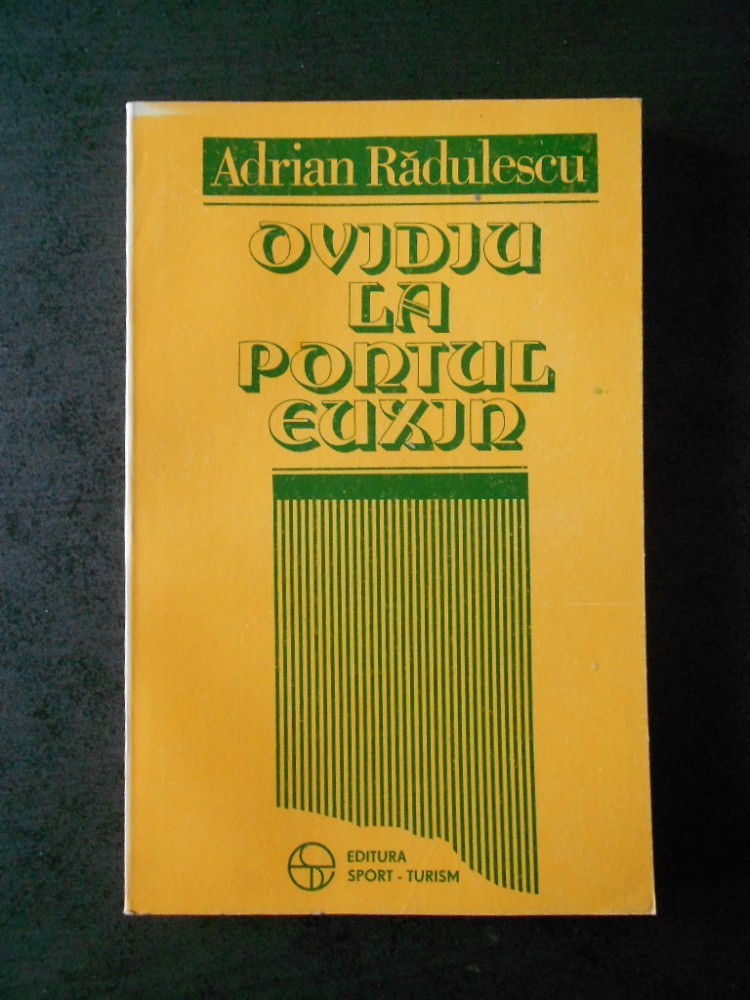 Adrian Rădulescu
OVIDIU
LA
PONTUL
EUXIN
EDITURA
SPORT - TURISM